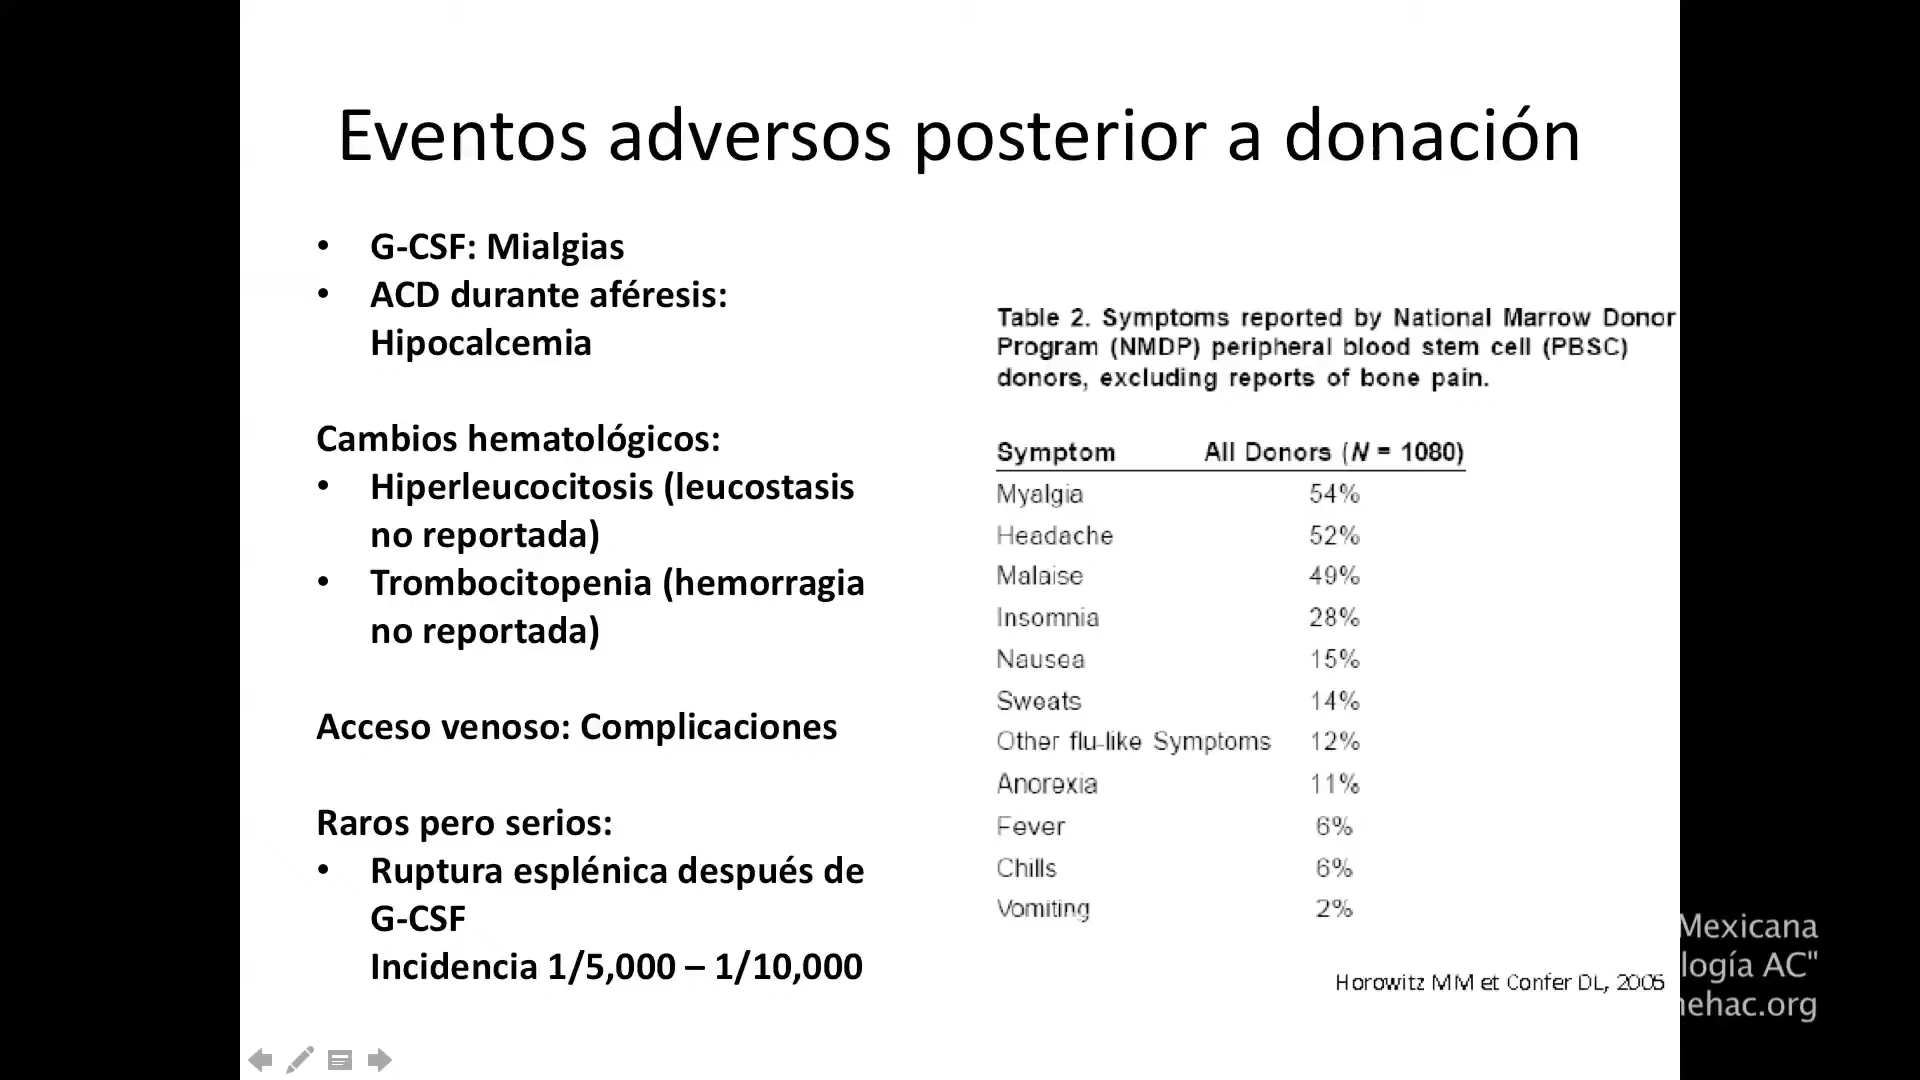 Eventos adversos posterior a donación
• G-CSF: Mialgias
• ACD durante aféresis:
Hipocalcemia
Cambios hematológicos:
• Hiperleucocitosis (leucostasis
no reportada)
• Trombocitopenia (hemorragia
no reportada)
Acceso venoso: Complicaciones
Raros pero serios:
• Ruptura esplénica después de
G-CSF
Incidencia 1/5,000 – 1/10,000
Table 2. Symptoms reported by National Marrow Donor
Program (NMDP) peripheral blood stem cell (PBSC)
donors, excluding reports of bone pain.
Symptom All Donors (N = 1080)
Myalgia 54%
Headache 52%
Malaise 49%
Insomnia 28%
Nausea 15%
Sweats 14%
Other flu-like Symptoms 12%
Anorexia 11%
Fever 6%
Chills 6%
Vomiting 2%
Horowitz MM et Confer DL, 2005
Mexicana
logía AC"
nehac.org